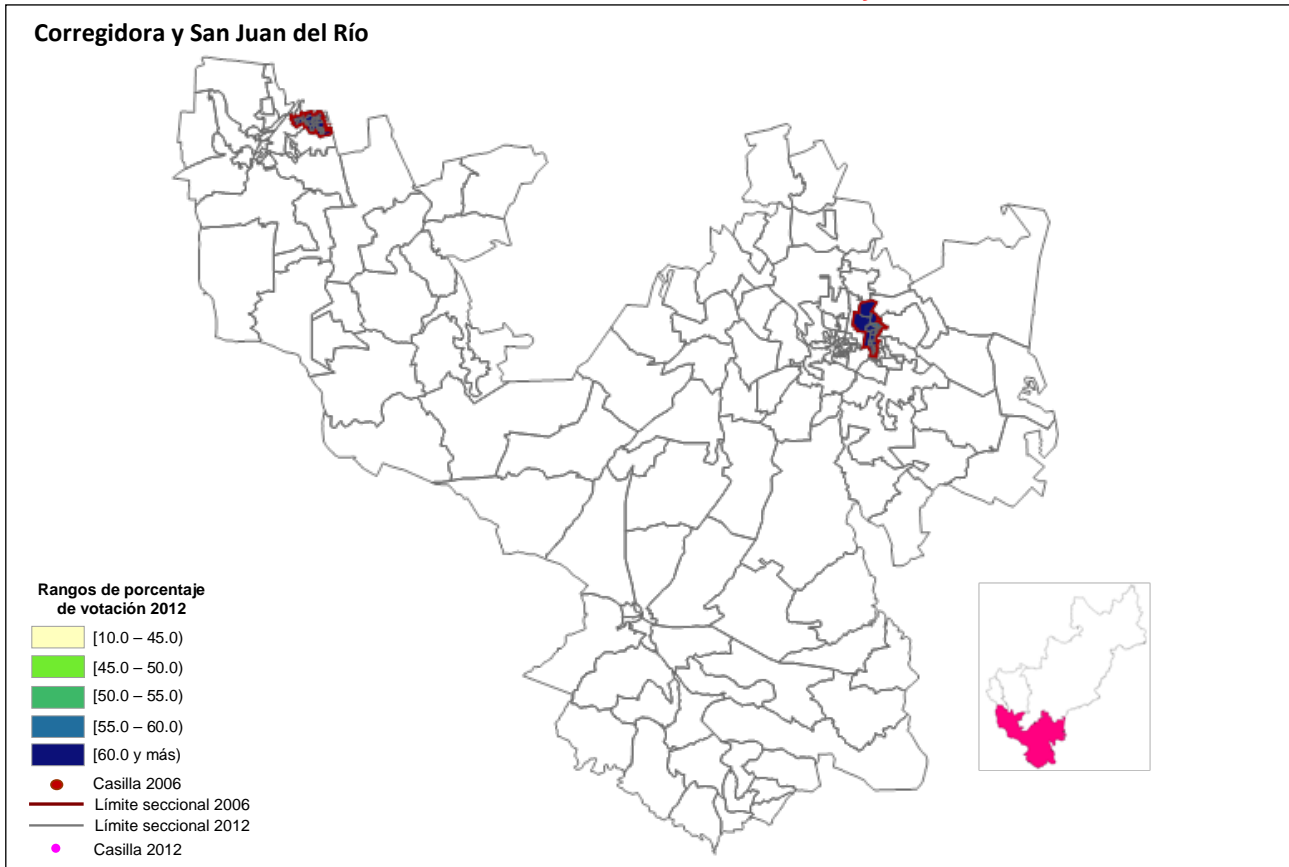 Corregidora y San Juan del Río
Rangos de porcentaje
de votación 2012
[10.0 – 45.0)
[45.0 – 50.0)
[50.0 – 55.0)
[55.0 – 60.0)
[60.0 y más)
Casilla 2006
Límite seccional 2006
Límite seccional 2012
Casilla 2012